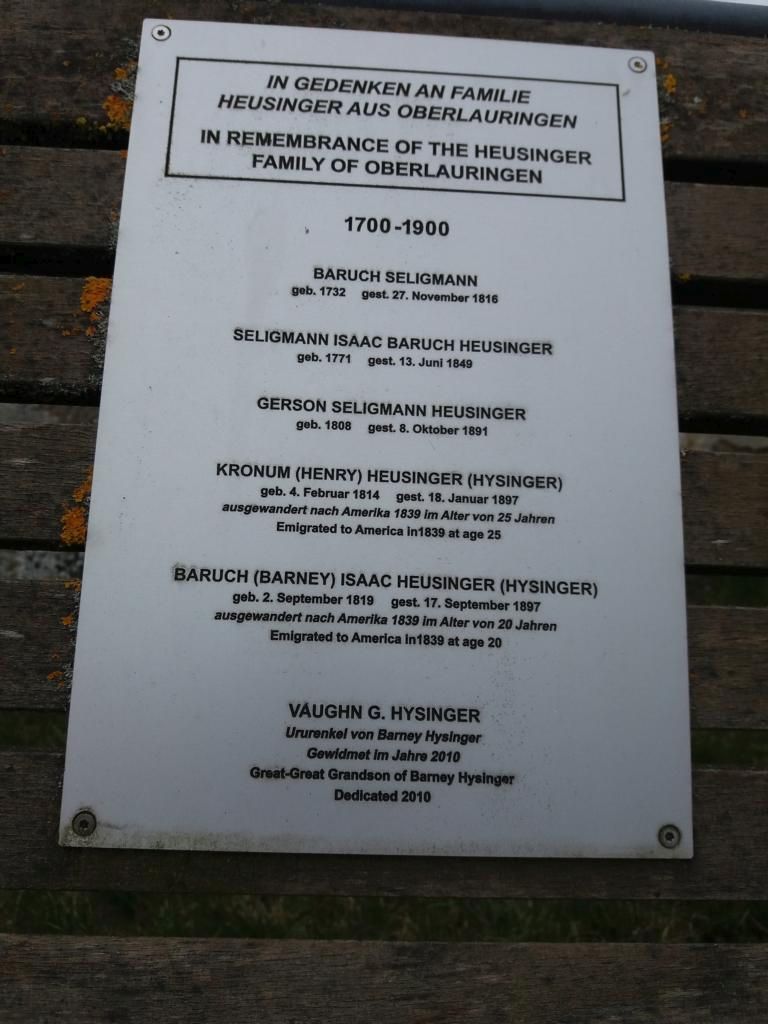 IN GEDENKEN AN FAMILIE
HEUSINGER AUS OBERLAURINGEN
IN REMEMBRANCE OF THE HEUSINGER
FAMILY OF OBERLAURINGEN
1700-1900
BARUCH SELIGMANN
geb. 1732 gest. 27. November 1816
SELIGMANN ISAAC BARUCH HEUSINGER
geb. 1771 gest. 13. Juni 1849
GERSON SELIGMANN HEUSINGER
geb. 1808 gest. 8. Oktober 1891
KRONUM (HENRY) HEUSINGER (HYSINGER)
geb. 4. Februar 1814 gest. 18. Januar 1897
ausgewandert nach Amerika 1839 im Alter von 25 Jahren
Emigrated to America in1839 at age 25
BARUCH (BARNEY) ISAAC HEUSINGER (HYSINGER)
geb. 2. September 1819 gest. 17. September 1897
ausgewandert nach Amerika 1839 im Alter von 20 Jahren
Emigrated to America in1839 at age 20
VAUGHN G. HYSINGER
Ururenkel von Barney Hysinger
Gewidmet im Jahre 2010
Great-Great Grandson of Barney Hysinger
Dedicated 2010